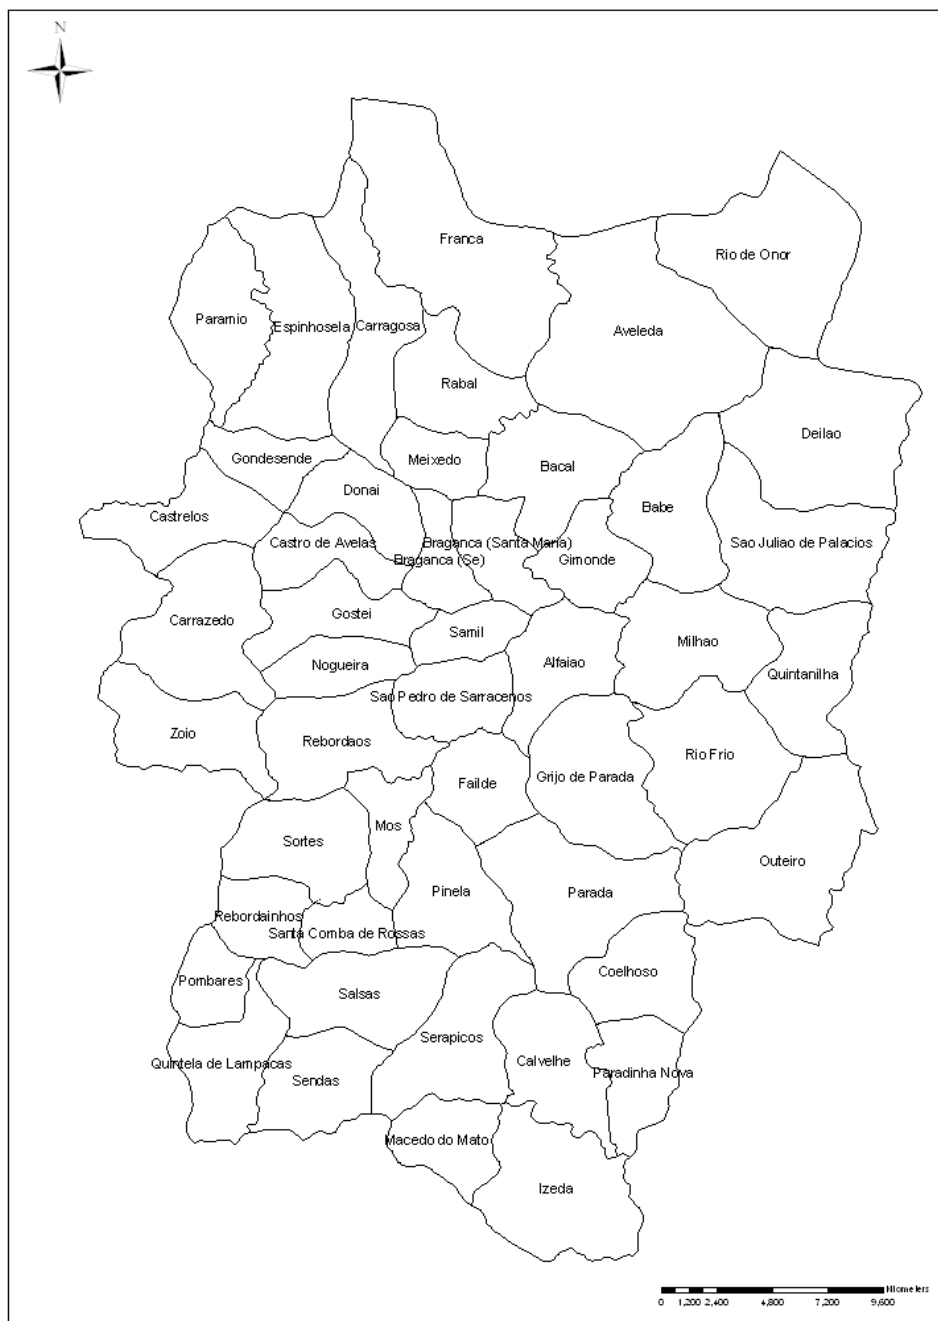 N
Franca
Rio de Onor
Paramio
Espinhosela
Carragosa
Aveleda
Rabal
Deilao
Gondesende
Meixedo
Bacal
Donai
Babe
Castrelos
Castro de Avelas
Braganca (Santa Maria)
Sao Juliao de Palacios
Braganca (Se)
Gimonde
Gostei
Carrazedo
Samil
Milhao
Nogueira
Alfaiao
Quintanilha
Sao Pedro de Sarracenos
Zoio
Rebordaos
Rio Frio
Failde
Grijo de Parada
Mos
Sortes
Outeiro
Pinela
Parada
Rebordainhos
Santa Comba de Rossas
Coelhoso
Pombares
Salsas
Serapicos
Quintela de Lampacas
Calvelhe
Paradinha Nova
Sendas
Macedo do Mato
Izeda
Kilometers
0 1,200 2,400 4,800 7,200 9,600